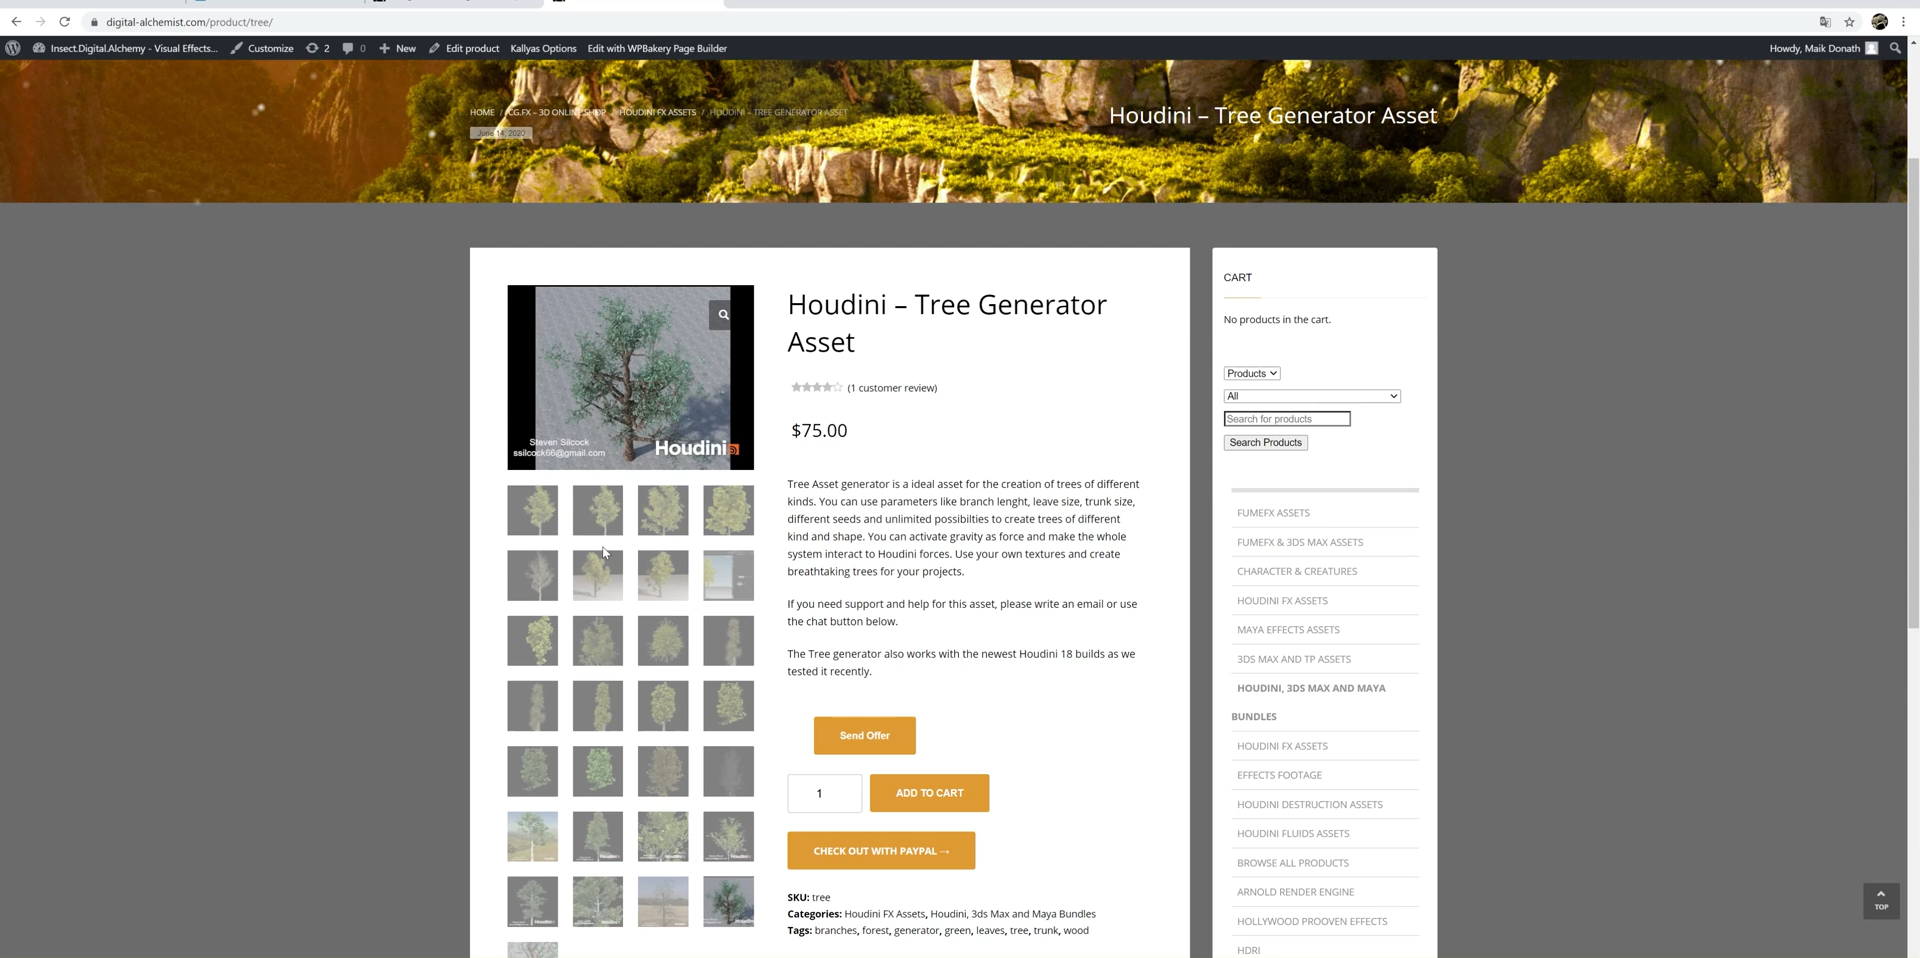 digital-alchemist.com/product/tree/
Insect.Digital.Alchemy - Visual Effects... Customize 2 0 New Edit product Kallyas Options Edit with WPBakery Page Builder Howdy, Maik Donath
HOME / CG.FX – 3D ONLINE SHOP / HOUDINI FX ASSETS / HOUDINI – TREE GENERATOR ASSET
June 14, 2020
Houdini – Tree Generator Asset
Steven Silcock
ssilcock66@gmail.com
Houdini
Houdini – Tree Generator
Asset
(1 customer review)
$75.00
Tree Asset generator is a ideal asset for the creation of trees of different
kinds. You can use parameters like branch lenght, leave size, trunk size,
different seeds and unlimited possibilties to create trees of different
kind and shape. You can activate gravity as force and make the whole
system interact to Houdini forces. Use your own textures and create
breathtaking trees for your projects.
If you need support and help for this asset, please write an email or use
the chat button below.
The Tree generator also works with the newest Houdini 18 builds as we
tested it recently.
Send Offer
1
ADD TO CART
CHECK OUT WITH PAYPAL →
SKU: tree
Categories: Houdini FX Assets, Houdini, 3ds Max and Maya Bundles
Tags: branches, forest, generator, green, leaves, tree, trunk, wood
CART
No products in the cart.
Products
All
Search for products
Search Products
FUMEFX ASSETS
FUMEFX & 3DS MAX ASSETS
CHARACTER & CREATURES
HOUDINI FX ASSETS
MAYA EFFECTS ASSETS
3DS MAX AND TP ASSETS
HOUDINI, 3DS MAX AND MAYA
BUNDLES
HOUDINI FX ASSETS
EFFECTS FOOTAGE
HOUDINI DESTRUCTION ASSETS
HOUDINI FLUIDS ASSETS
BROWSE ALL PRODUCTS
ARNOLD RENDER ENGINE
HOLLYWOOD PROOVEN EFFECTS
HDRI
TOP